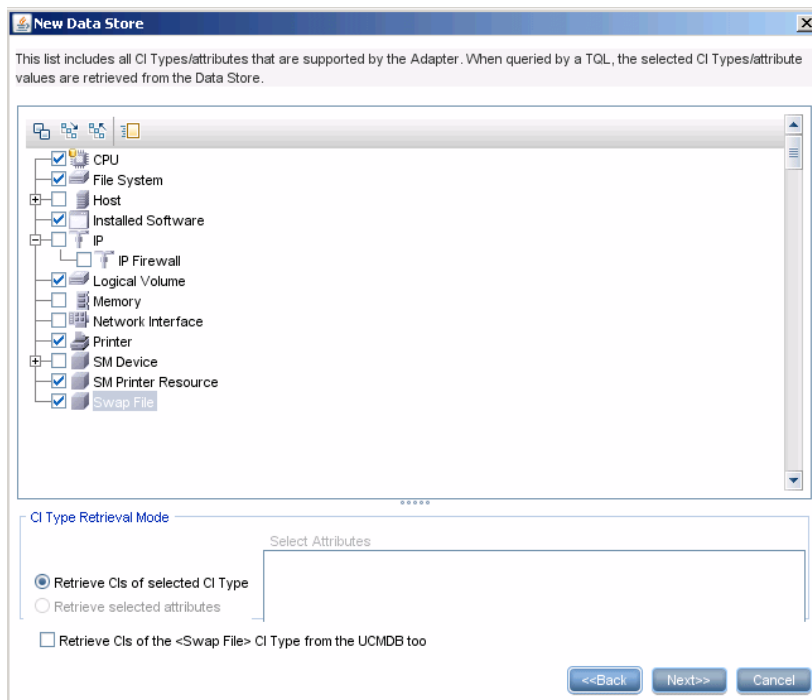 New Data Store
This list includes all CI Types/attributes that are supported by the Adapter. When queried by a TQL, the selected CI Types/attribute
values are retrieved from the Data Store.
CPU
File System
Host
Installed Software
IP
IP Firewall
Logical Volume
Memory
Network Interface
Printer
SM Device
SM Printer Resource
Swap File
CI Type Retrieval Mode
Select Attributes
Retrieve CIs of selected CI Type
Retrieve selected attributes
Retrieve CIs of the <Swap File> CI Type from the UCMDB too
<<Back Next>> Cancel